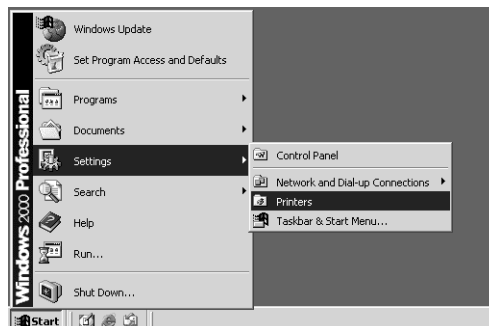 Windows Update
Set Program Access and Defaults
Programs
Documents
Settings
Search
Help
Run...
Shut Down...
Control Panel
Network and Dial-up Connections
Printers
Taskbar & Start Menu...
Windows 2000 Professional
Start